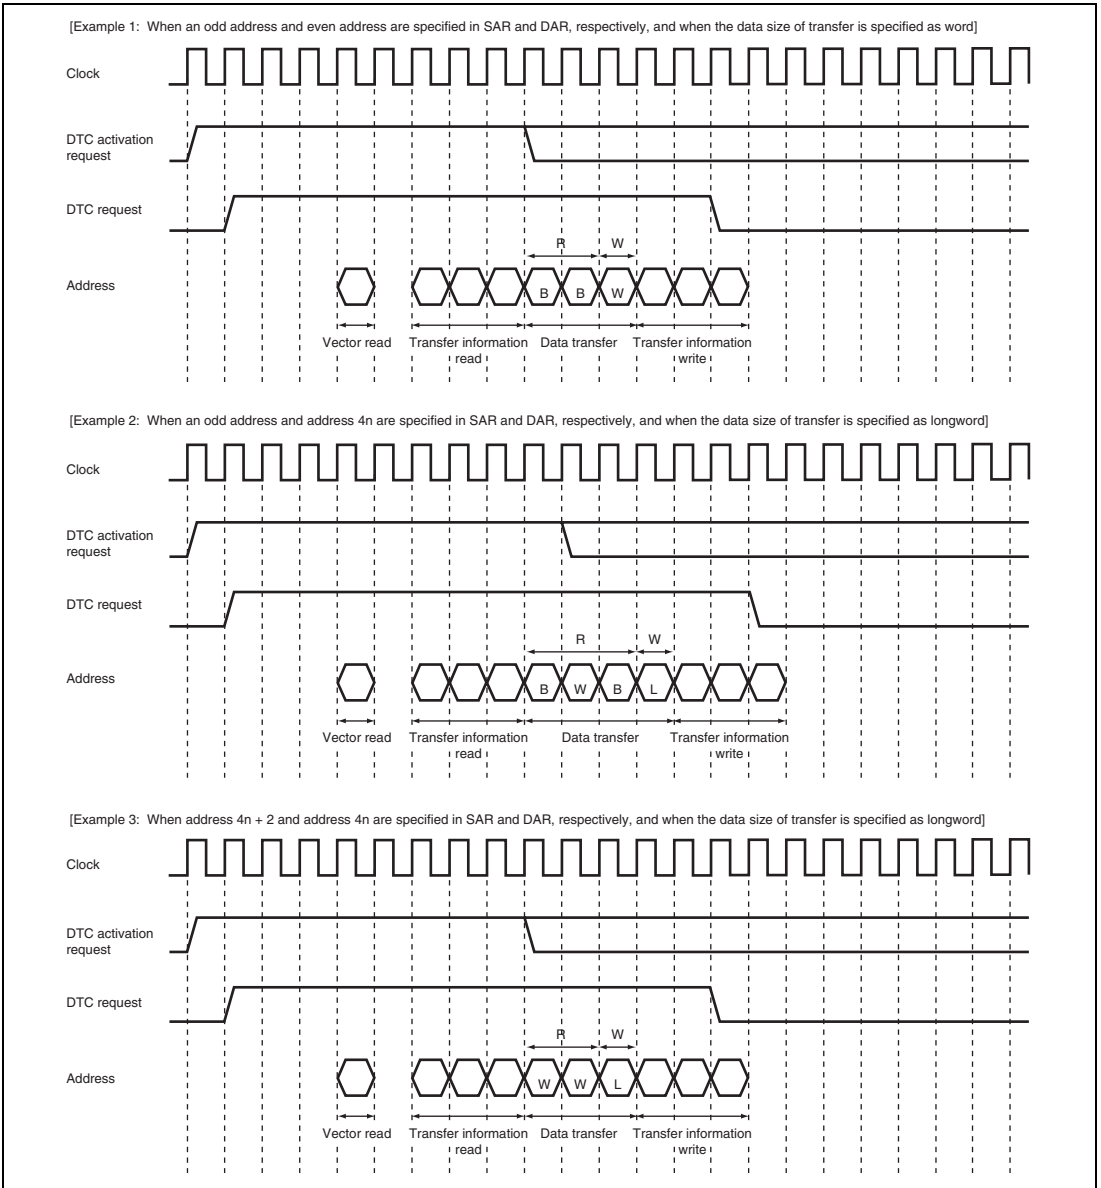 [Example 1: When an odd address and even address are specified in SAR and DAR, respectively, and when the data size of transfer is specified as word]
Clock
DTC activation
request
DTC request
R W
Address
B B W
Vector read Transfer information Data transfer Transfer information
read write
[Example 2: When an odd address and address 4n are specified in SAR and DAR, respectively, and when the data size of transfer is specified as longword]
Clock
DTC activation
request
DTC request
R W
Address
B W B L
Vector read Transfer information Data transfer Transfer information
read write
[Example 3: When address 4n + 2 and address 4n are specified in SAR and DAR, respectively, and when the data size of transfer is specified as longword]
Clock
DTC activation
request
DTC request
R W
Address
W W L
Vector read Transfer information Data transfer Transfer information
read write